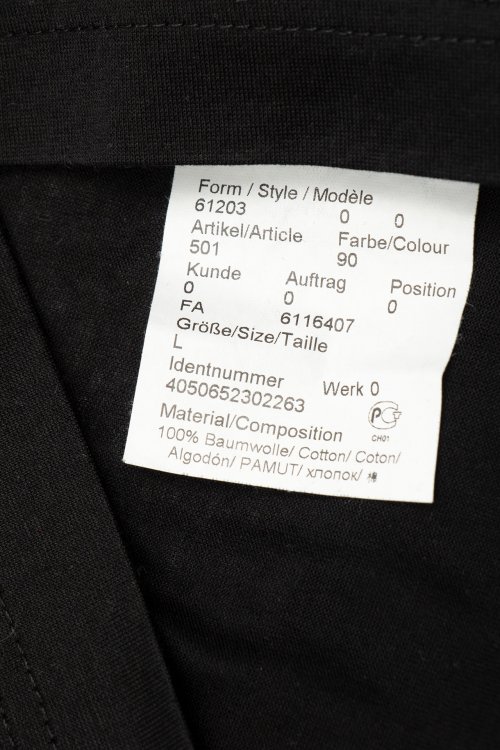 Form / Style / Modèle
61203 0 0
Artikel/Article Farbe/Colour
501 90
Kunde Auftrag Position
0 0 0
FA 6116407
Größe/Size/Taille
L
Identnummer Werk 0
4050652302263
Material/Composition CH01
100% Baumwolle/ Cotton/ Coton/
Algodón/ PAMUT/ хлопок/ 棉